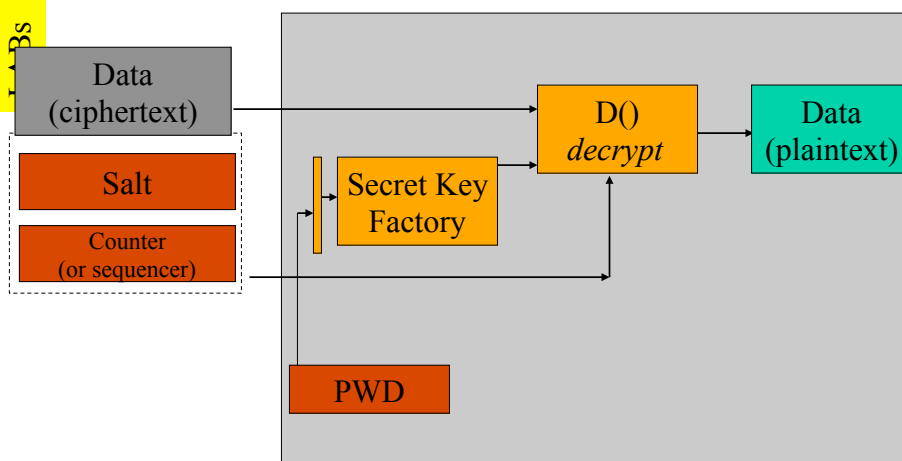 Data
(ciphertext)
Salt
Counter
(or sequencer)
Secret Key
Factory
D()
decrypt
Data
(plaintext)
PWD